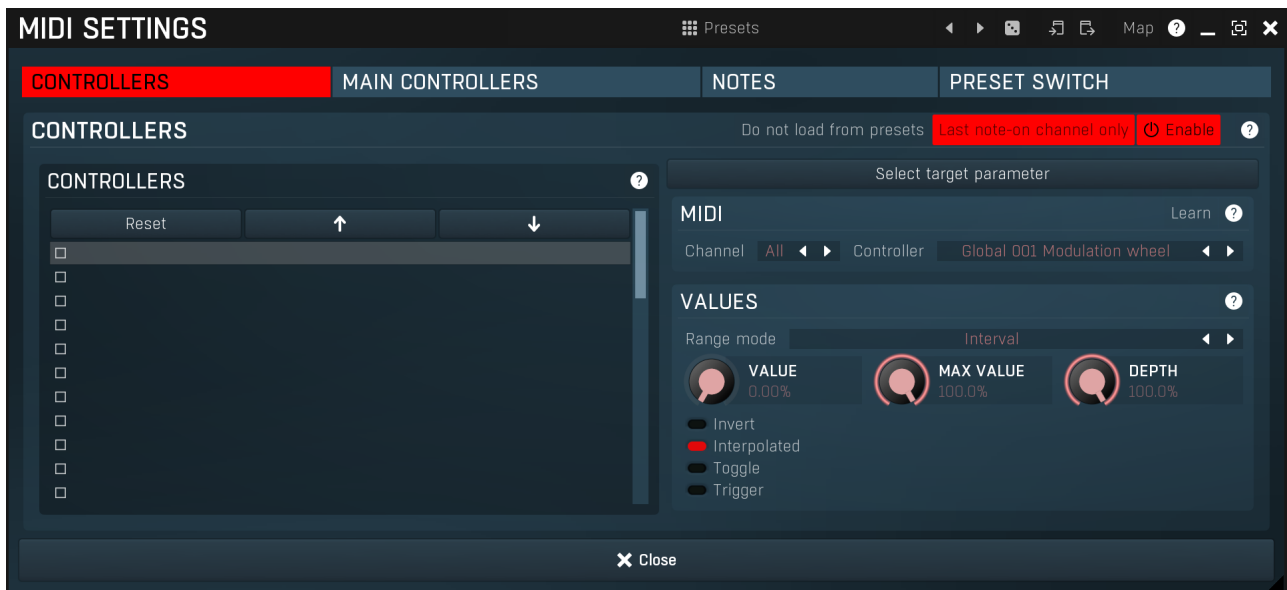 MIDI SETTINGS Presets Map ?
CONTROLLERS MAIN CONTROLLERS NOTES PRESET SWITCH
CONTROLLERS Do not load from presets Last note-on channel only Enable ?
CONTROLLERS ?
Reset
Select target parameter
MIDI Learn ?
Channel All Controller Global 001 Modulation wheel
VALUES ?
Range mode Interval
VALUE
0.00%
MAX VALUE
100.0%
DEPTH
100.0%
Invert
Interpolated
Toggle
Trigger
Close